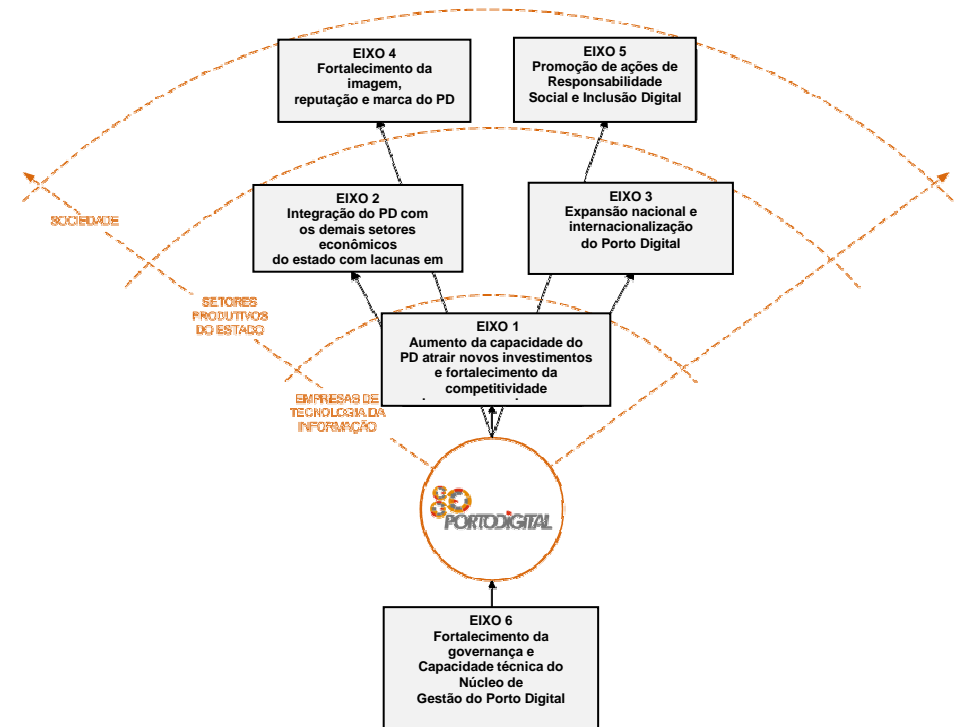 EIXO 4
Fortalecimento da
imagem,
reputação e marca do PD
EIXO 5
Promoção de ações de
Responsabilidade
Social e Inclusão Digital
SOCIEDADE
EIXO 2
Integração do PD com
os demais setores
econômicos
do estado com lacunas em
EIXO 3
Expansão nacional e
internacionalização
do Porto Digital
SETORES
PRODUTIVOS
DO ESTADO
EIXO 1
Aumento da capacidade do
PD atrair novos investimentos
e fortalecimento da
competitividade
EMPRESAS DE
TECNOLOGIA DA
INFORMAÇÃO
PORTODIGITAL
EIXO 6
Fortalecimento da
governança e
Capacidade técnica do
Núcleo de
Gestão do Porto Digital